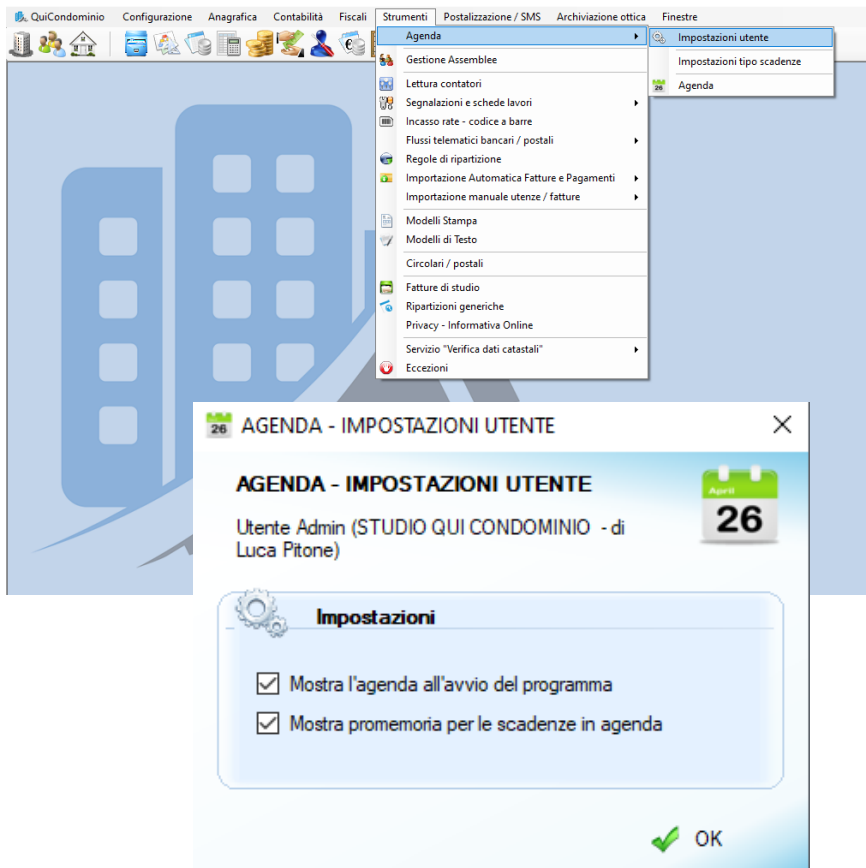 QuiCondominio Configurazione Anagrafica Contabilità Fiscali Strumenti Postalizzazione / SMS Archiviazione ottica Finestre
Agenda
Gestione Assemblee
Lettura contatori
Segnalazioni e schede lavori
Incasso rate - codice a barre
Flussi telematici bancari / postali
Regole di ripartizione
Importazione Automatica Fatture e Pagamenti
Importazione manuale utenze / fatture
Modelli Stampa
Modelli di Testo
Circolari / postali
Fatture di studio
Ripartizioni generiche
Privacy - Informativa Online
Servizio "Verifica dati catastali"
Eccezioni
Impostazioni utente
Impostazioni tipo scadenze
26 Agenda
26 AGENDA - IMPOSTAZIONI UTENTE
AGENDA - IMPOSTAZIONI UTENTE
Utente Admin (STUDIO QUI CONDOMINIO - di
Luca Pitone)
April
26
Impostazioni
Mostra l'agenda all'avvio del programma
Mostra promemoria per le scadenze in agenda
OK